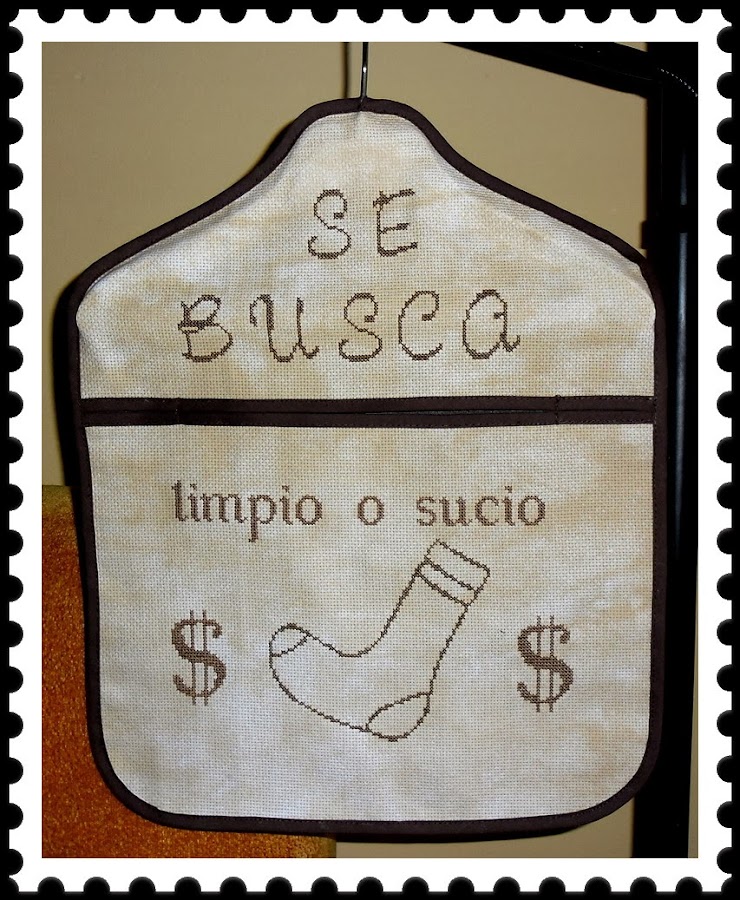 SE
BUSCA
limpio o sucio
$ $